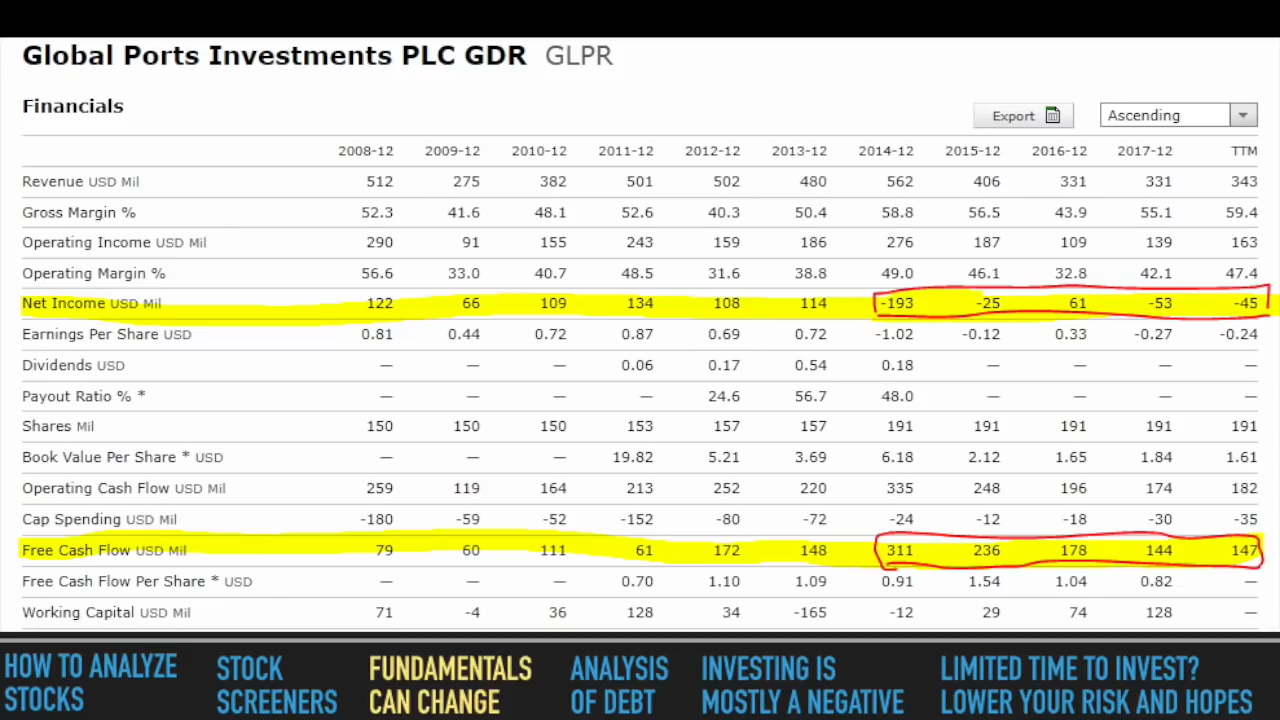 Global Ports Investments PLC GDR GLPR
Financials
Export Ascending
2008-12 2009-12 2010-12 2011-12 2012-12 2013-12 2014-12 2015-12 2016-12 2017-12 TTM
Revenue USD Mil 512 275 382 501 502 480 562 406 331 331 343
Gross Margin % 52.3 41.6 48.1 52.6 40.3 50.4 58.8 56.5 43.9 55.1 59.4
Operating Income USD Mil 290 91 155 243 159 186 276 187 109 139 163
Operating Margin % 56.6 33.0 40.7 48.5 31.6 38.8 49.0 46.1 32.8 42.1 47.4
Net Income USD Mil 122 66 109 134 108 114 -193 -25 61 -53 -45
Earnings Per Share USD 0.81 0.44 0.72 0.87 0.69 0.72 -1.02 -0.12 0.33 -0.27 -0.24
Dividends USD — — — 0.06 0.17 0.54 0.18 — — — —
Payout Ratio % * — — — — 24.6 56.7 48.0 — — — —
Shares Mil 150 150 150 153 157 157 191 191 191 191 191
Book Value Per Share * USD — — — 19.82 5.21 3.69 6.18 2.12 1.65 1.84 1.61
Operating Cash Flow USD Mil 259 119 164 213 252 220 335 248 196 174 182
Cap Spending USD Mil -180 -59 -52 -152 -80 -72 -24 -12 -18 -30 -35
Free Cash Flow USD Mil 79 60 111 61 172 148 311 236 178 144 147
Free Cash Flow Per Share * USD — — — 0.70 1.10 1.09 0.91 1.54 1.04 0.82 —
Working Capital USD Mil 71 -4 36 128 34 -165 -12 29 74 128 —
HOW TO ANALYZE
STOCKS
STOCK
SCREENERS
FUNDAMENTALS
CAN CHANGE
ANALYSIS
OF DEBT
INVESTING IS
MOSTLY A NEGATIVE
LIMITED TIME TO INVEST?
LOWER YOUR RISK AND HOPES